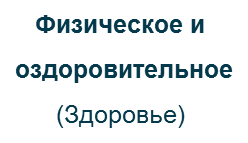 Физическое и
оздоровительное
(Здоровье)